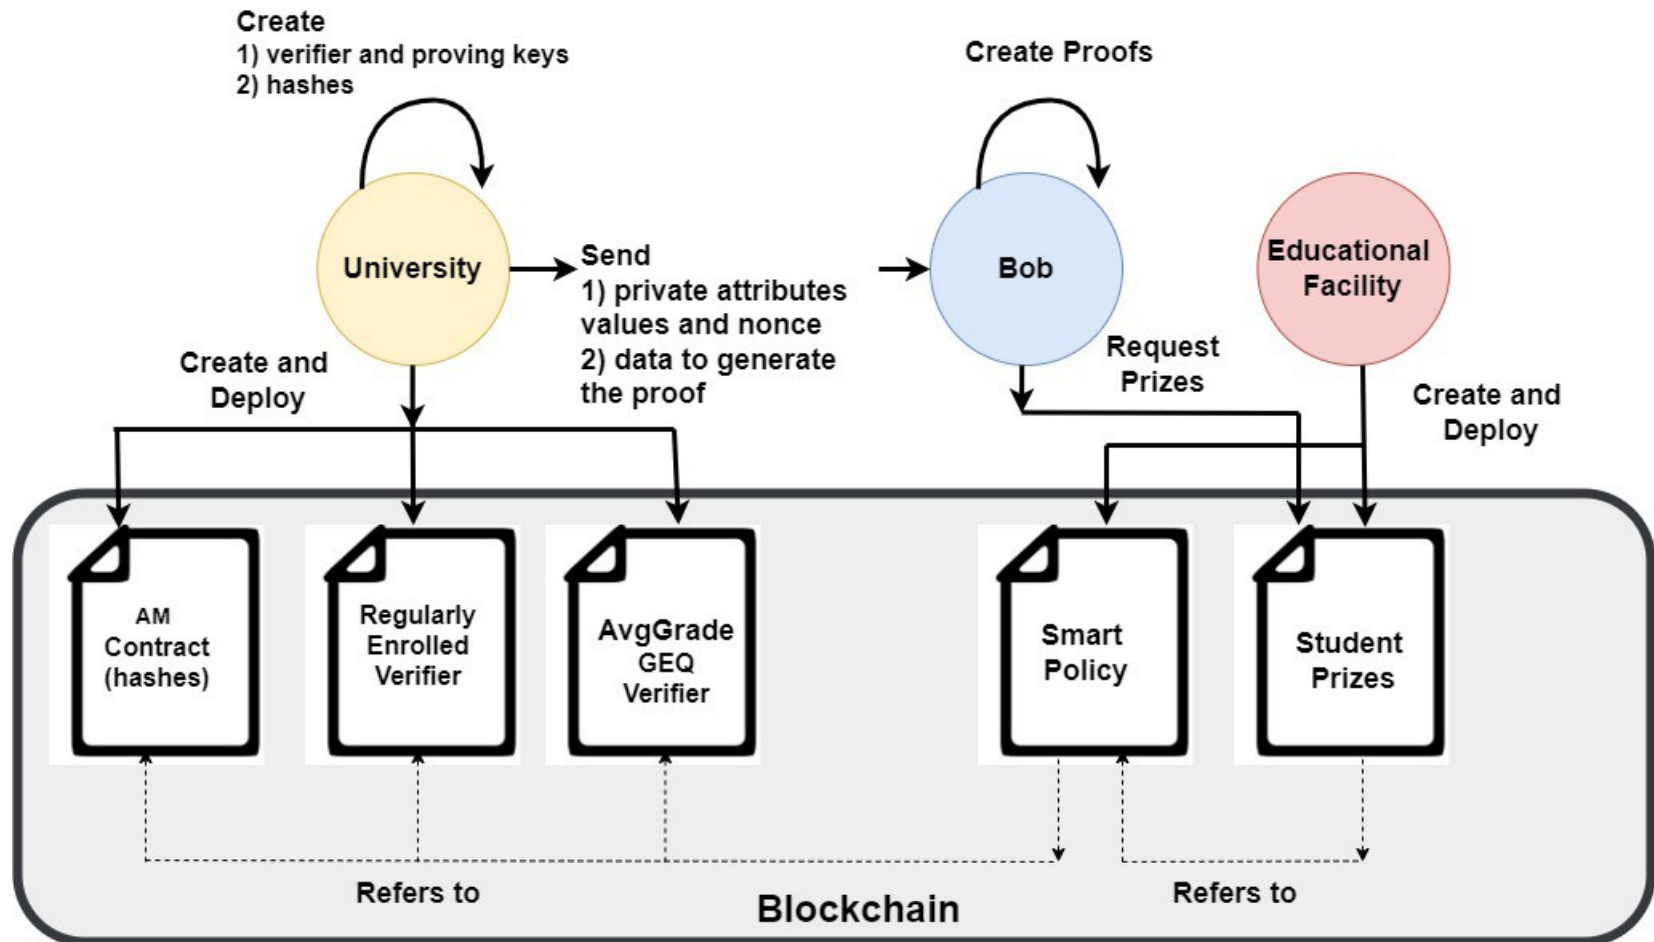 Create
1) verifier and proving keys
2) hashes
Create Proofs
University
Send
1) private attributes
values and nonce
2) data to generate
the proof
Bob
Educational
Facility
Create and
Deploy
Request
Prizes
Create and
Deploy
AM
Contract
(hashes)
Regularly
Enrolled
Verifier
AvgGrade
GEQ
Verifier
Smart
Policy
Student
Prizes
Refers to
Refers to
Blockchain